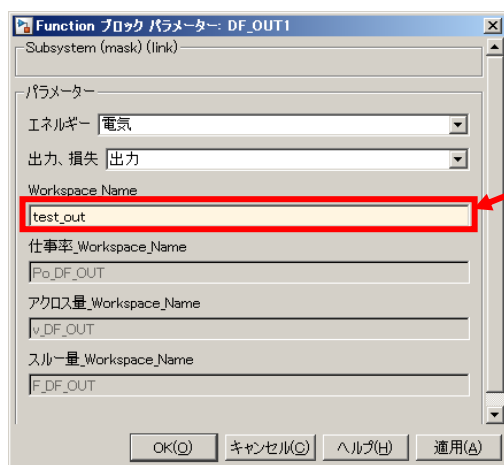 Function ブロック パラメーター: DF_OUT1
Subsystem (mask) (link)
パラメーター
エネルギー 電気
出力、損失 出力
Workspace Name
test_out
仕事率_Workspace_Name
Po_DF_OUT
アクロス量_Workspace_Name
v_DF_OUT
スルー量_Workspace_Name
F_DF_OUT
OK(O) キャンセル(C) ヘルプ(H) 適用(A)